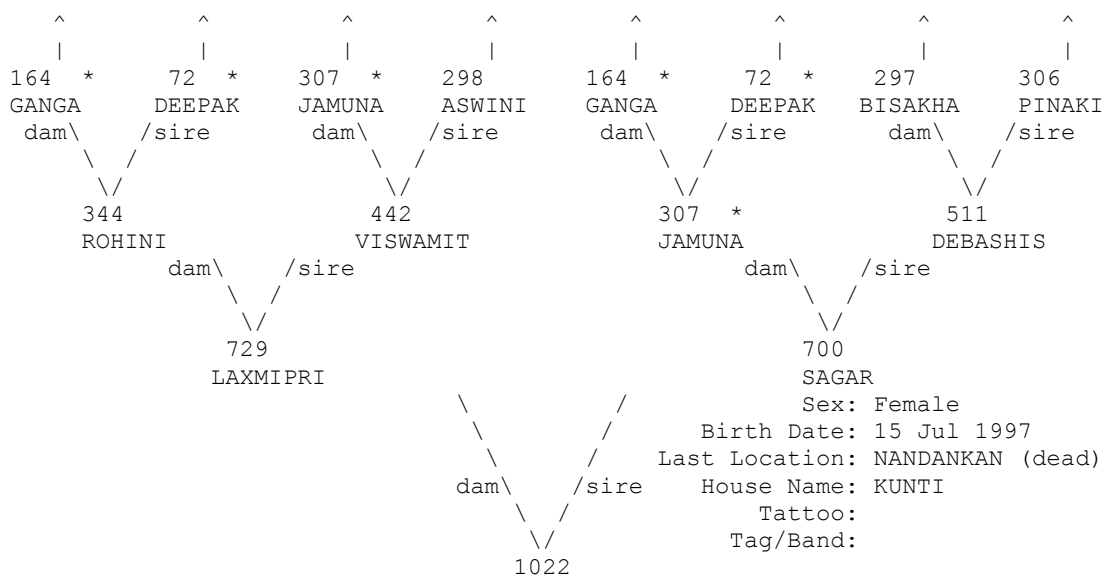 ^ ^ ^ ^ ^ ^ ^ ^
| | | | | | | |
164 * 72 * 307 * 298 164 * 72 * 297 306
GANGA DEEPAK JAMUNA ASWINI GANGA DEEPAK BISAKHA PINAKI
dam\ /sire dam\ /sire dam\ /sire dam\ /sire
\ / \ / \ / \ /
\/ \/ \/ \/
344 442 307 * 511
ROHINI VISWAMIT JAMUNA DEBASHIS
dam\ /sire dam\ /sire
\ / \ /
\/ \/
729 700
LAXMIPRI SAGAR
\ / Sex: Female
\ / Birth Date: 15 Jul 1997
\ / Last Location: NANDANKAN (dead)
dam\ /sire House Name: KUNTI
\ / Tattoo:
\/ Tag/Band:
1022